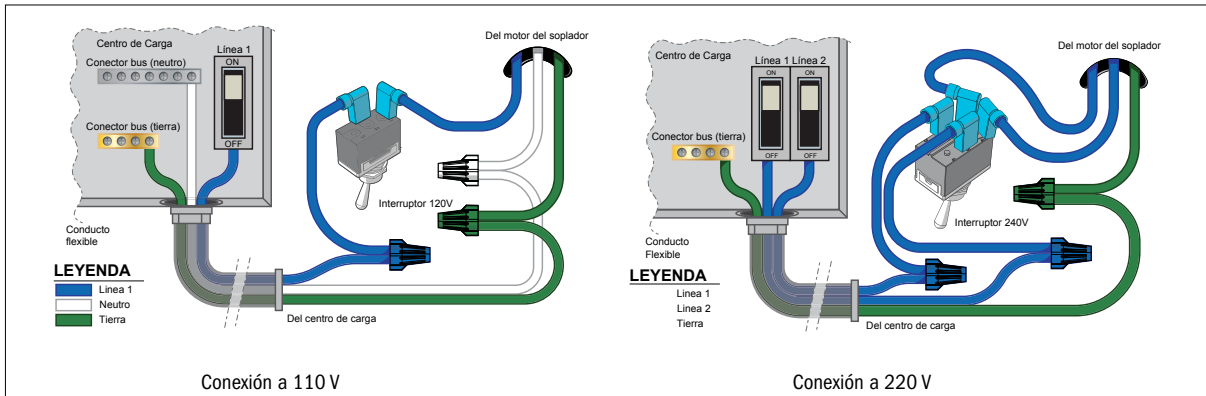 Centro de Carga
Conector bus (neutro)
Línea 1
ON
OFF
Conector bus (tierra)
Conducto
flexible
LEYENDA
Linea 1
Neutro
Tierra
Interruptor 120V
Del motor del soplador
Del centro de carga
Conexión a 110 V
Centro de Carga
Línea 1 Línea 2
ON ON
OFF OFF
Conector bus (tierra)
Conducto
Flexible
LEYENDA
Linea 1
Linea 2
Tierra
Interruptor 240V
Del motor del soplador
Del centro de carga
Conexión a 220 V